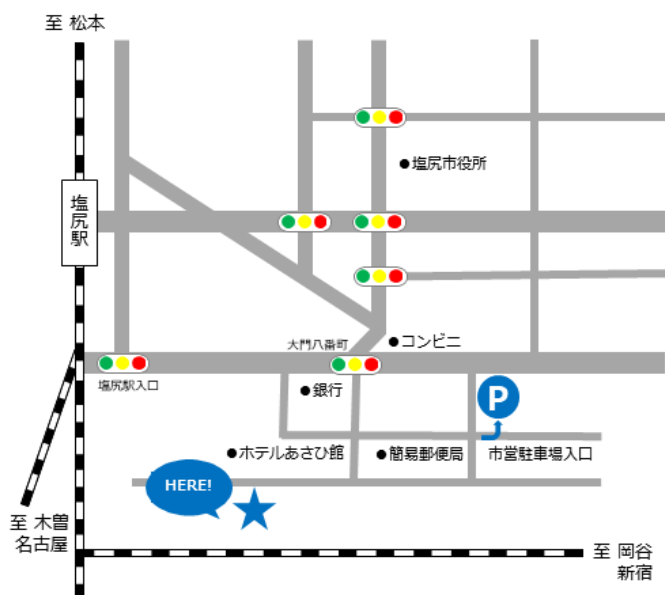 至 松本
塩尻市役所
塩尻駅
大門八番町
コンビニ
塩尻駅入口
銀行
P
ホテルあさひ館
簡易郵便局
市営駐車場入口
HERE!
至 木曽
名古屋
至 岡谷
新宿